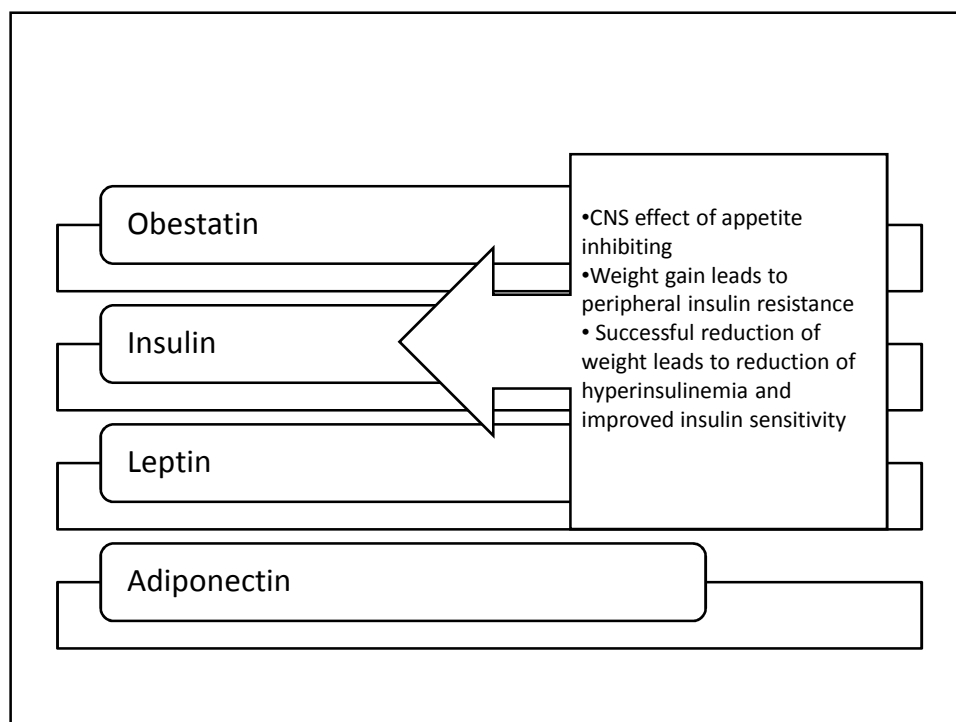 Obestatin
Insulin
Leptin
Adiponectin
•CNS effect of appetite
inhibiting
•Weight gain leads to
peripheral insulin resistance
• Successful reduction of
weight leads to reduction of
hyperinsulinemia and
improved insulin sensitivity